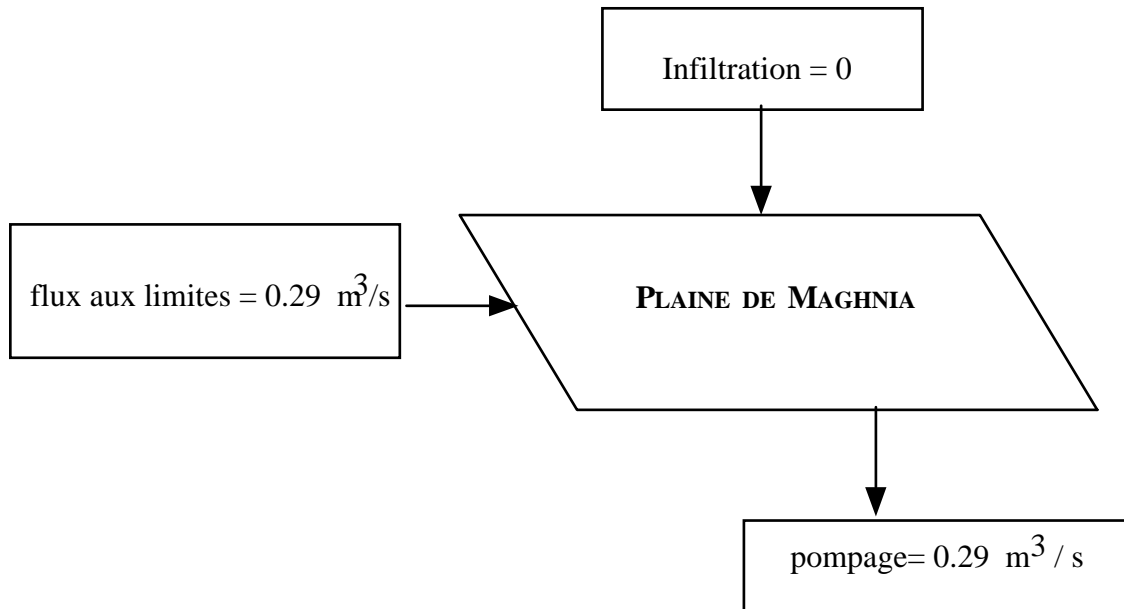 Infiltration = 0
flux aux limites = 0.29 m³/s
PLAINE DE MAGHNIA
pompage= 0.29 m³ / s